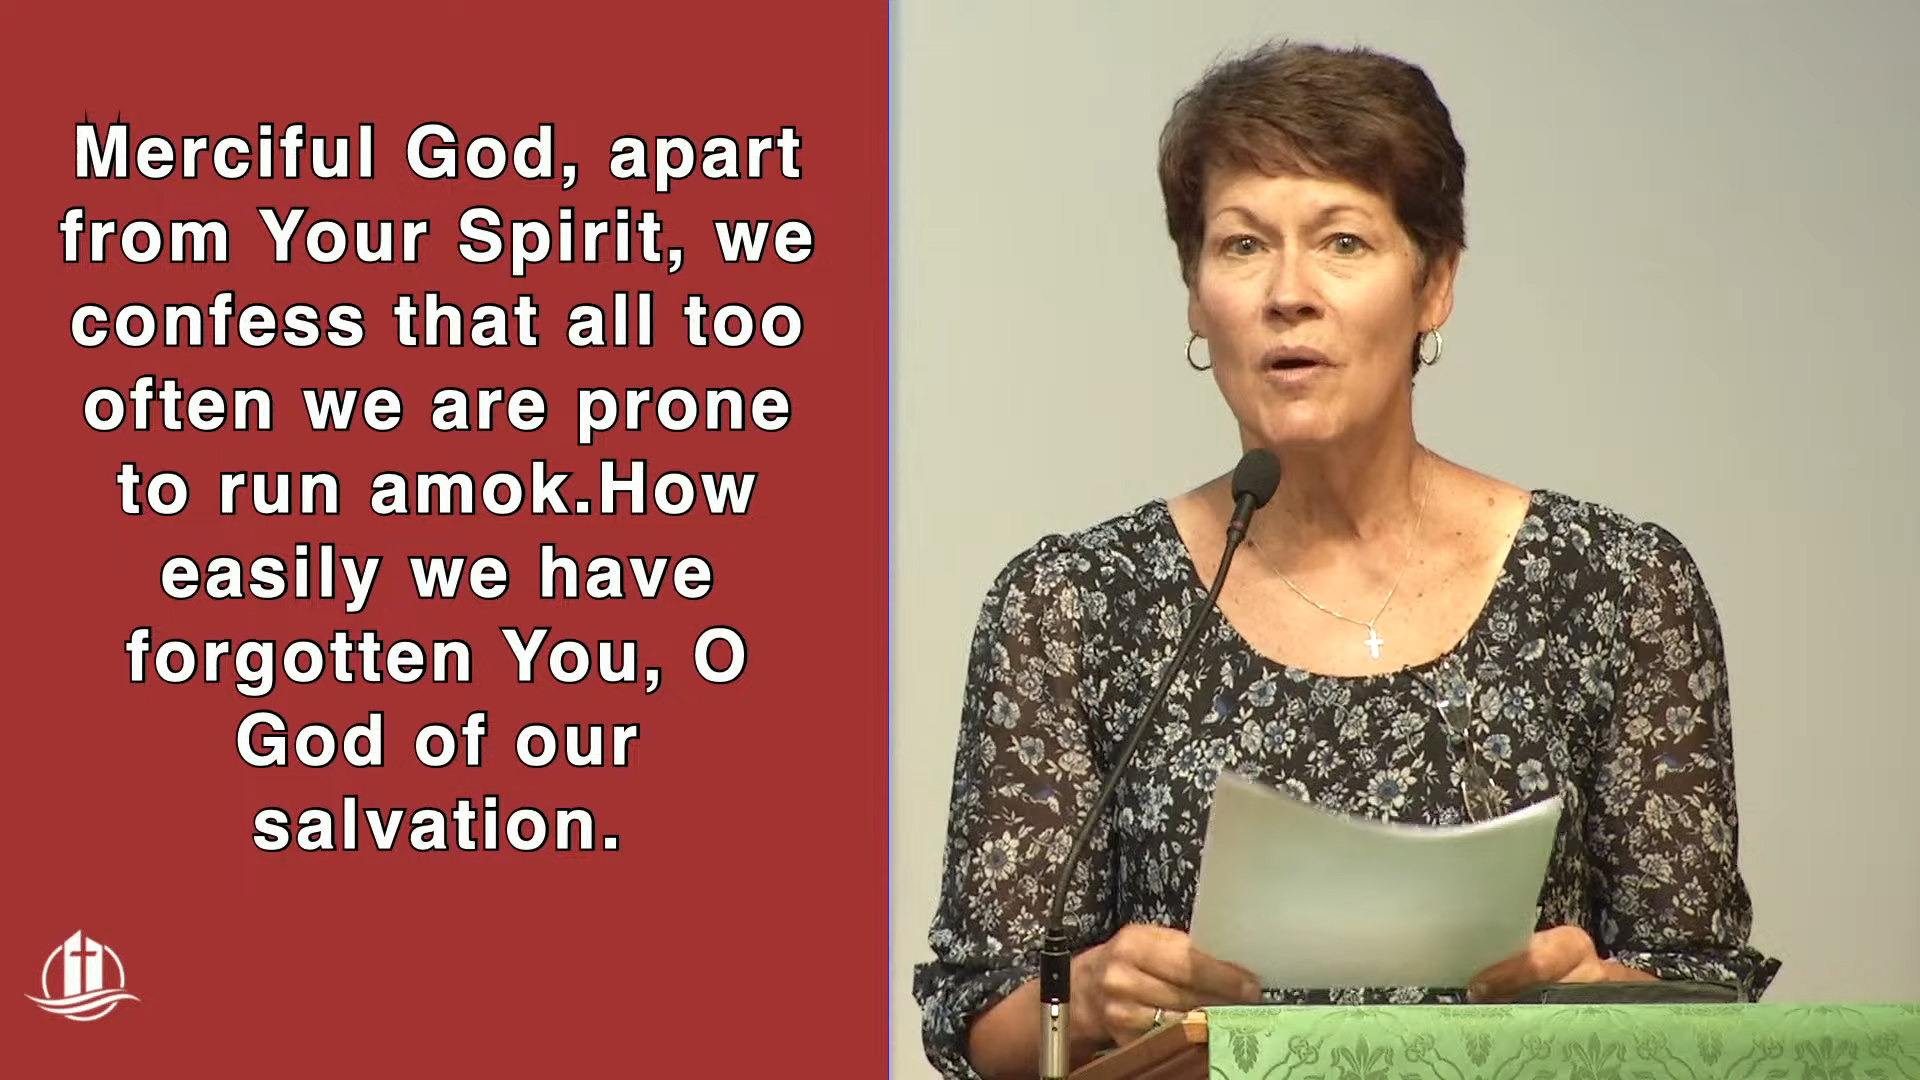 Merciful God, apart
from Your Spirit, we
confess that all too
often we are prone
to run amok.How
easily we have
forgotten You, O
God of our
salvation.